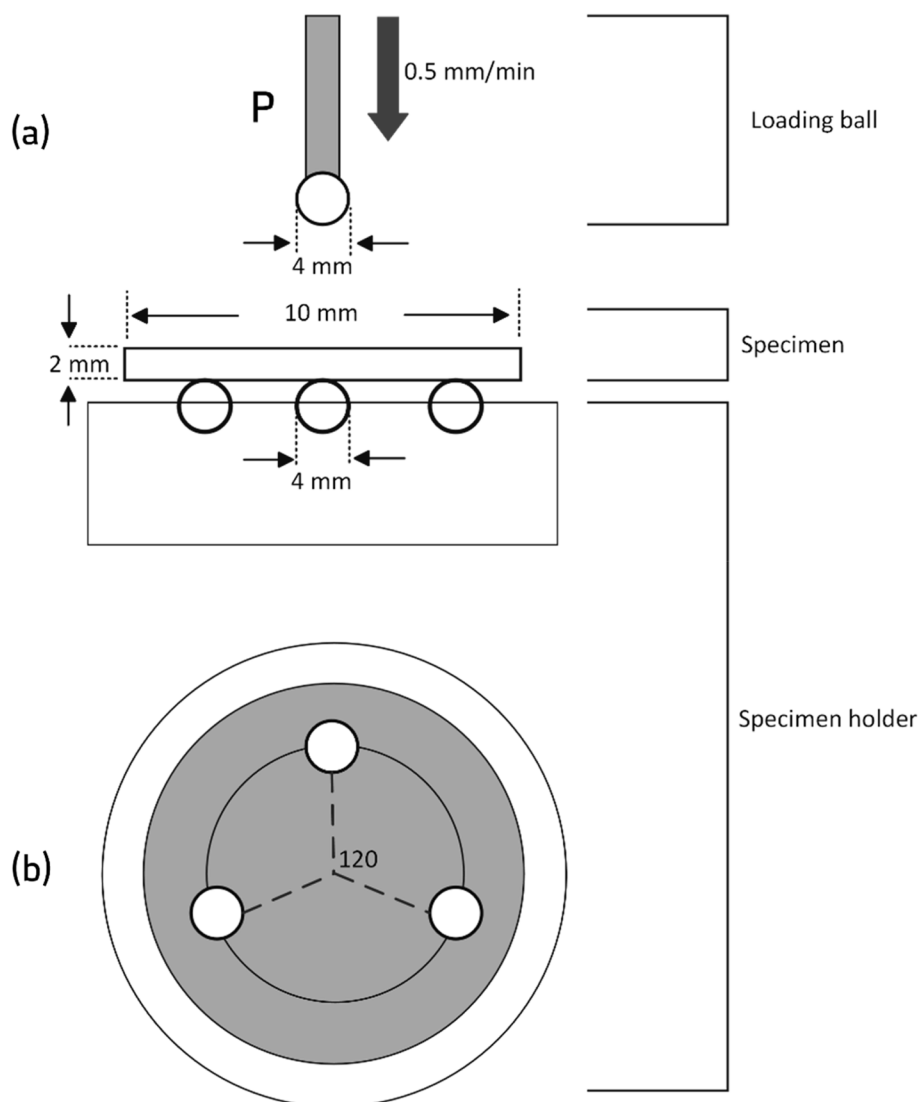 (a)
P
0.5 mm/min
Loading ball
4 mm
10 mm
2 mm
Specimen
4 mm
Specimen holder
(b)
120